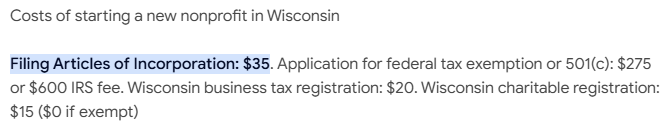 Costs of starting a new nonprofit in Wisconsin
Filing Articles of Incorporation: $35. Application for federal tax exemption or 501(c): $275
or $600 IRS fee. Wisconsin business tax registration: $20. Wisconsin charitable registration:
$15 ($0 if exempt)